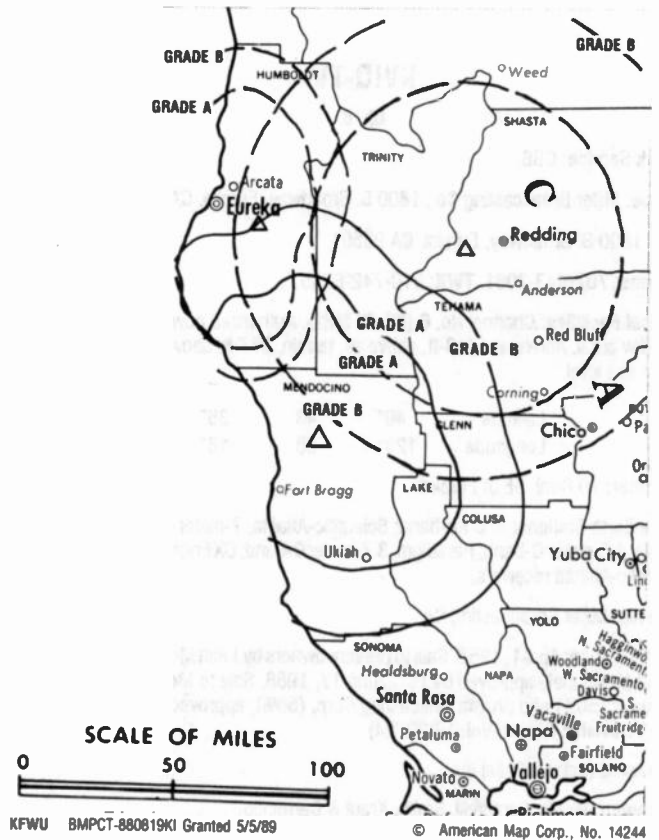 GRADE B
GRADE B
HUMBOLDT
Weed
GRADE A
SHASTA
TRINITY
Arcata
Eureka
C
Redding
Anderson
TEHAMA
GRADE
GRADE B
Red Bluff
GRADE A
MENDOCINO
Corning
A
GRADE B
GLENN
Chico
LAKE
Fort Bragg
COLUSA
Ukiah
Yuba City
YOLO
SUTTE
SONOMA
Healdsburg
NAPA
Woodland
W. Sacramento,
Davis
Santa Rosa
Vacaville
Sacrame
Fruitridg
SCALE OF MILES
Petaluma
Napa
Fairfield
SOLANO
0 50 100
Novato
MARIN
Vallejo
KFWU BMPCT-880819KI Granted 5/5/89
© American Map Corp., No. 14244